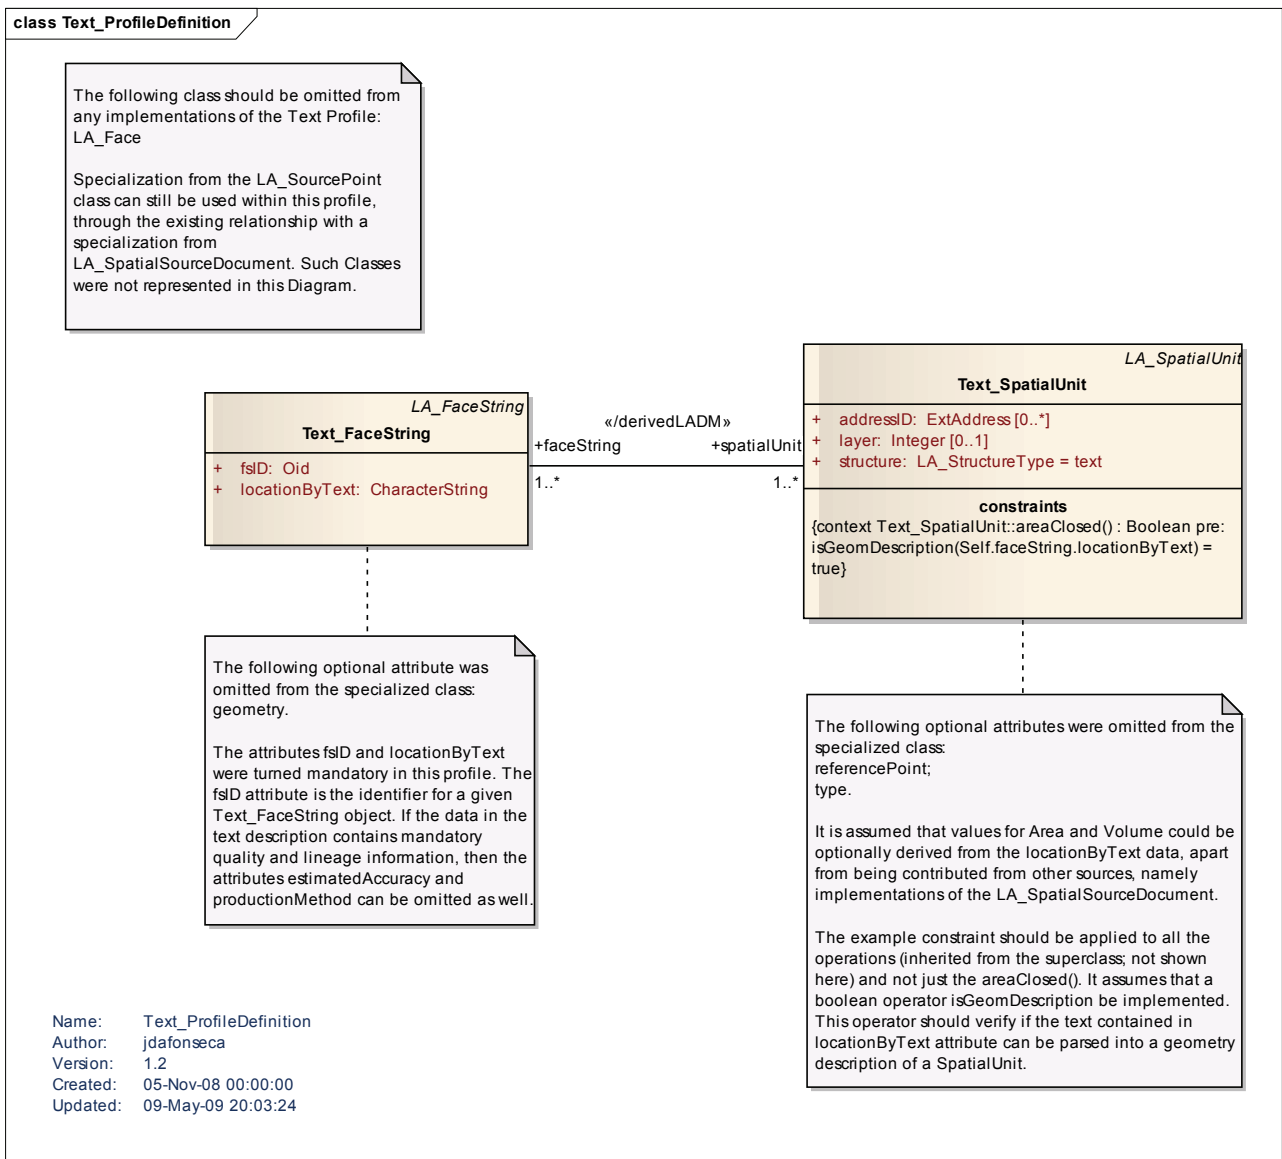 class Text_ProfileDefinition
The following class should be omitted from
any implementations of the Text Profile:
LA_Face
Specialization from the LA_SourcePoint
class can still be used within this profile,
through the existing relationship with a
specialization from
LA_SpatialSourceDocument. Such Classes
were not represented in this Diagram.
LA_FaceString
Text_FaceString
+ fsID: Oid
+ locationByText: CharacterString
«/derivedLADM»
+faceString
+spatialUnit
1..*
1..*
LA_SpatialUnit
Text_SpatialUnit
+ addressID: ExtAddress [0..*]
+ layer: Integer [0..1]
+ structure: LA_StructureType = text
constraints
{context Text_SpatialUnit::areaClosed() : Boolean pre:
isGeomDescription(Self.faceString.locationByText) =
true}
The following optional attribute was
omitted from the specialized class:
geometry.
The attributes fsID and locationByText
were turned mandatory in this profile. The
fsID attribute is the identifier for a given
Text_FaceString object. If the data in the
text description contains mandatory
quality and lineage information, then the
attributes estimatedAccuracy and
productionMethod can be omitted as well.
The following optional attributes were omitted from the
specialized class:
referencePoint;
type.
It is assumed that values for Area and Volume could be
optionally derived from the locationByText data, apart
from being contributed from other sources, namely
implementations of the LA_SpatialSourceDocument.
The example constraint should be applied to all the
operations (inherited from the superclass; not shown
here) and not just the areaClosed(). It assumes that a
boolean operator isGeomDescription be implemented.
This operator should verify if the text contained in
locationByText attribute can be parsed into a geometry
description of a SpatialUnit.
Name: Text_ProfileDefinition
Author: jdafonseca
Version: 1.2
Created: 05-Nov-08 00:00:00
Updated: 09-May-09 20:03:24